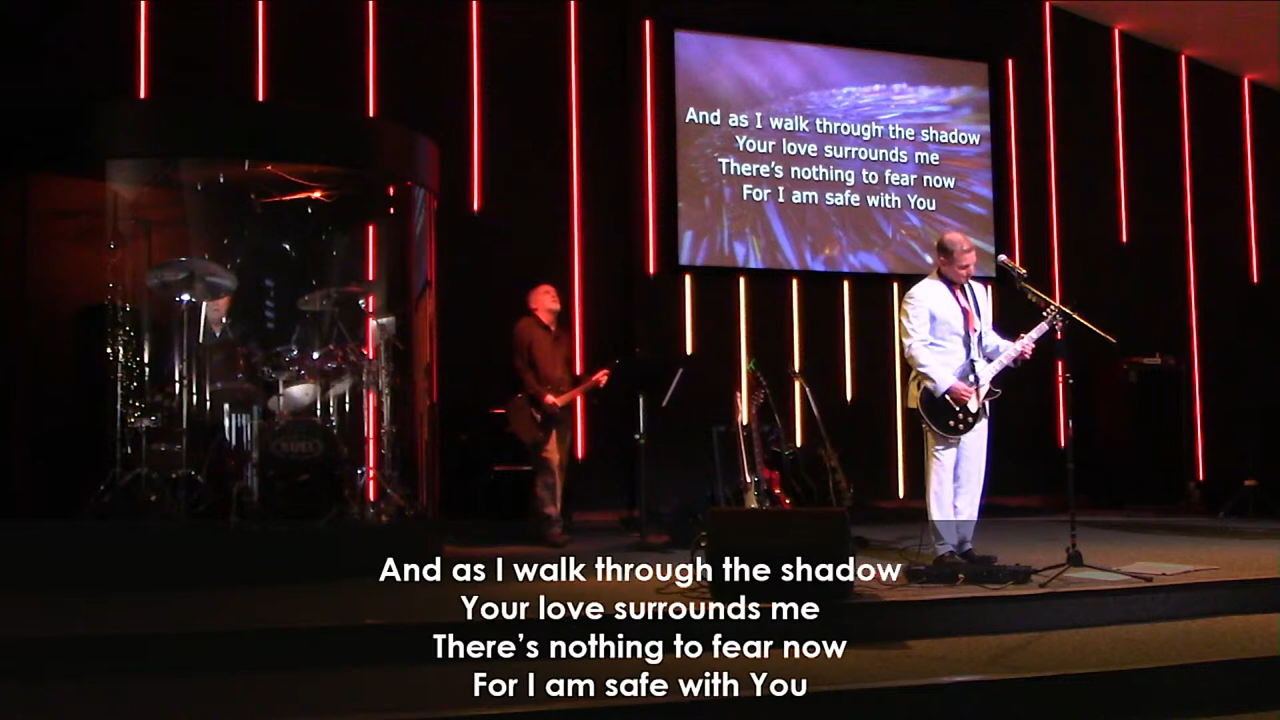 And as I walk through the shadow
Your love surrounds me
There's nothing to fear now
For I am safe with You
And as I walk through the shadow
Your love surrounds me
There's nothing to fear now
For I am safe with You